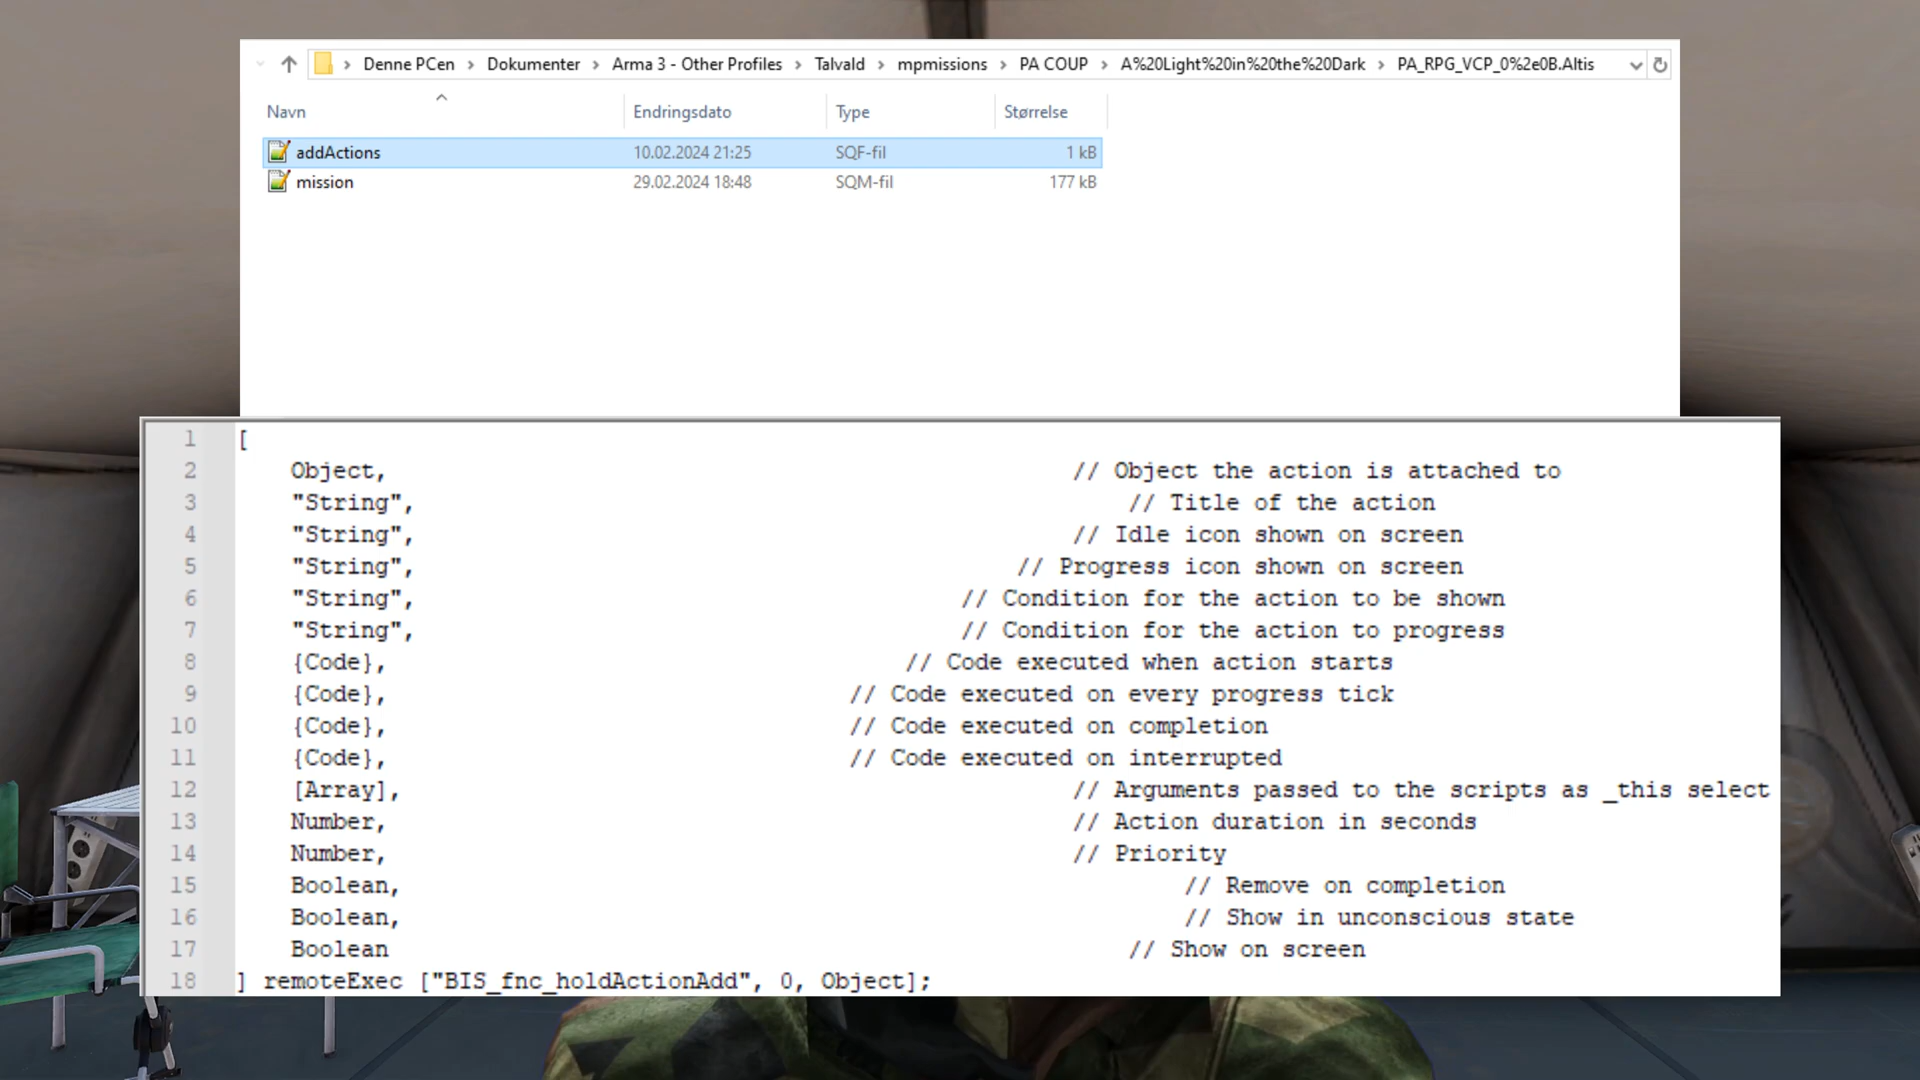 Denne PCen > Dokumenter > Arma 3 - Other Profiles > Talvald > mpmissions > PA COUP > A%20Light%20in%20the%20Dark > PA_RPG_VCP_0%2e0B.Altis
Navn Endringsdato Type Størrelse
addActions 10.02.2024 21:25 SQF-fil 1 kB
mission 29.02.2024 18:48 SQM-fil 177 kB
1 [
2 Object, // Object the action is attached to
3 "String", // Title of the action
4 "String", // Idle icon shown on screen
5 "String", // Progress icon shown on screen
6 "String", // Condition for the action to be shown
7 "String", // Condition for the action to progress
8 {Code}, // Code executed when action starts
9 {Code}, // Code executed on every progress tick
10 {Code}, // Code executed on completion
11 {Code}, // Code executed on interrupted
12 [Array], // Arguments passed to the scripts as _this select
13 Number, // Action duration in seconds
14 Number, // Priority
15 Boolean, // Remove on completion
16 Boolean, // Show in unconscious state
17 Boolean // Show on screen
18 ] remoteExec ["BIS_fnc_holdActionAdd", 0, Object];